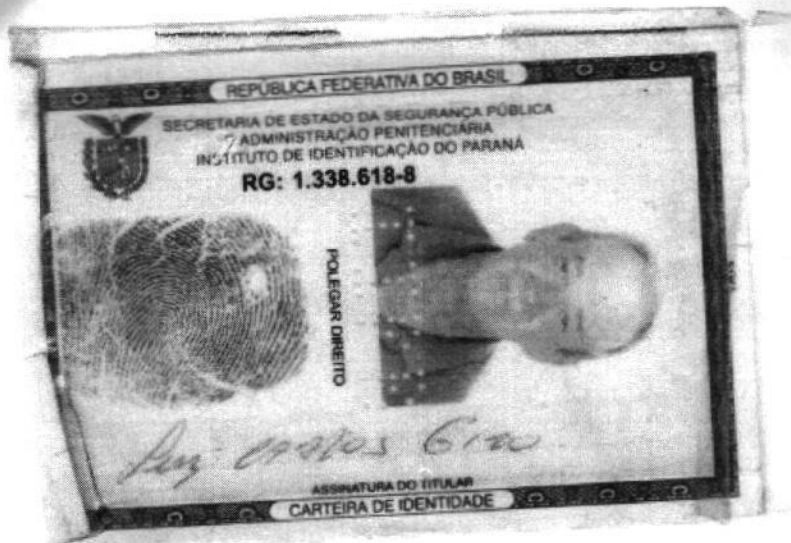 REPÚBLICA FEDERATIVA DO BRASIL
SECRETARIA DE ESTADO DA SEGURANÇA PÚBLICA
ADMINISTRAÇÃO PENITENCIÁRIA
INSTITUTO DE IDENTIFICAÇÃO DO PARANÁ
RG: 1.338.618-8
POLEGAR DIREITO
Carlos
ASSINATURA DO TITULAR
CARTEIRA DE IDENTIDADE